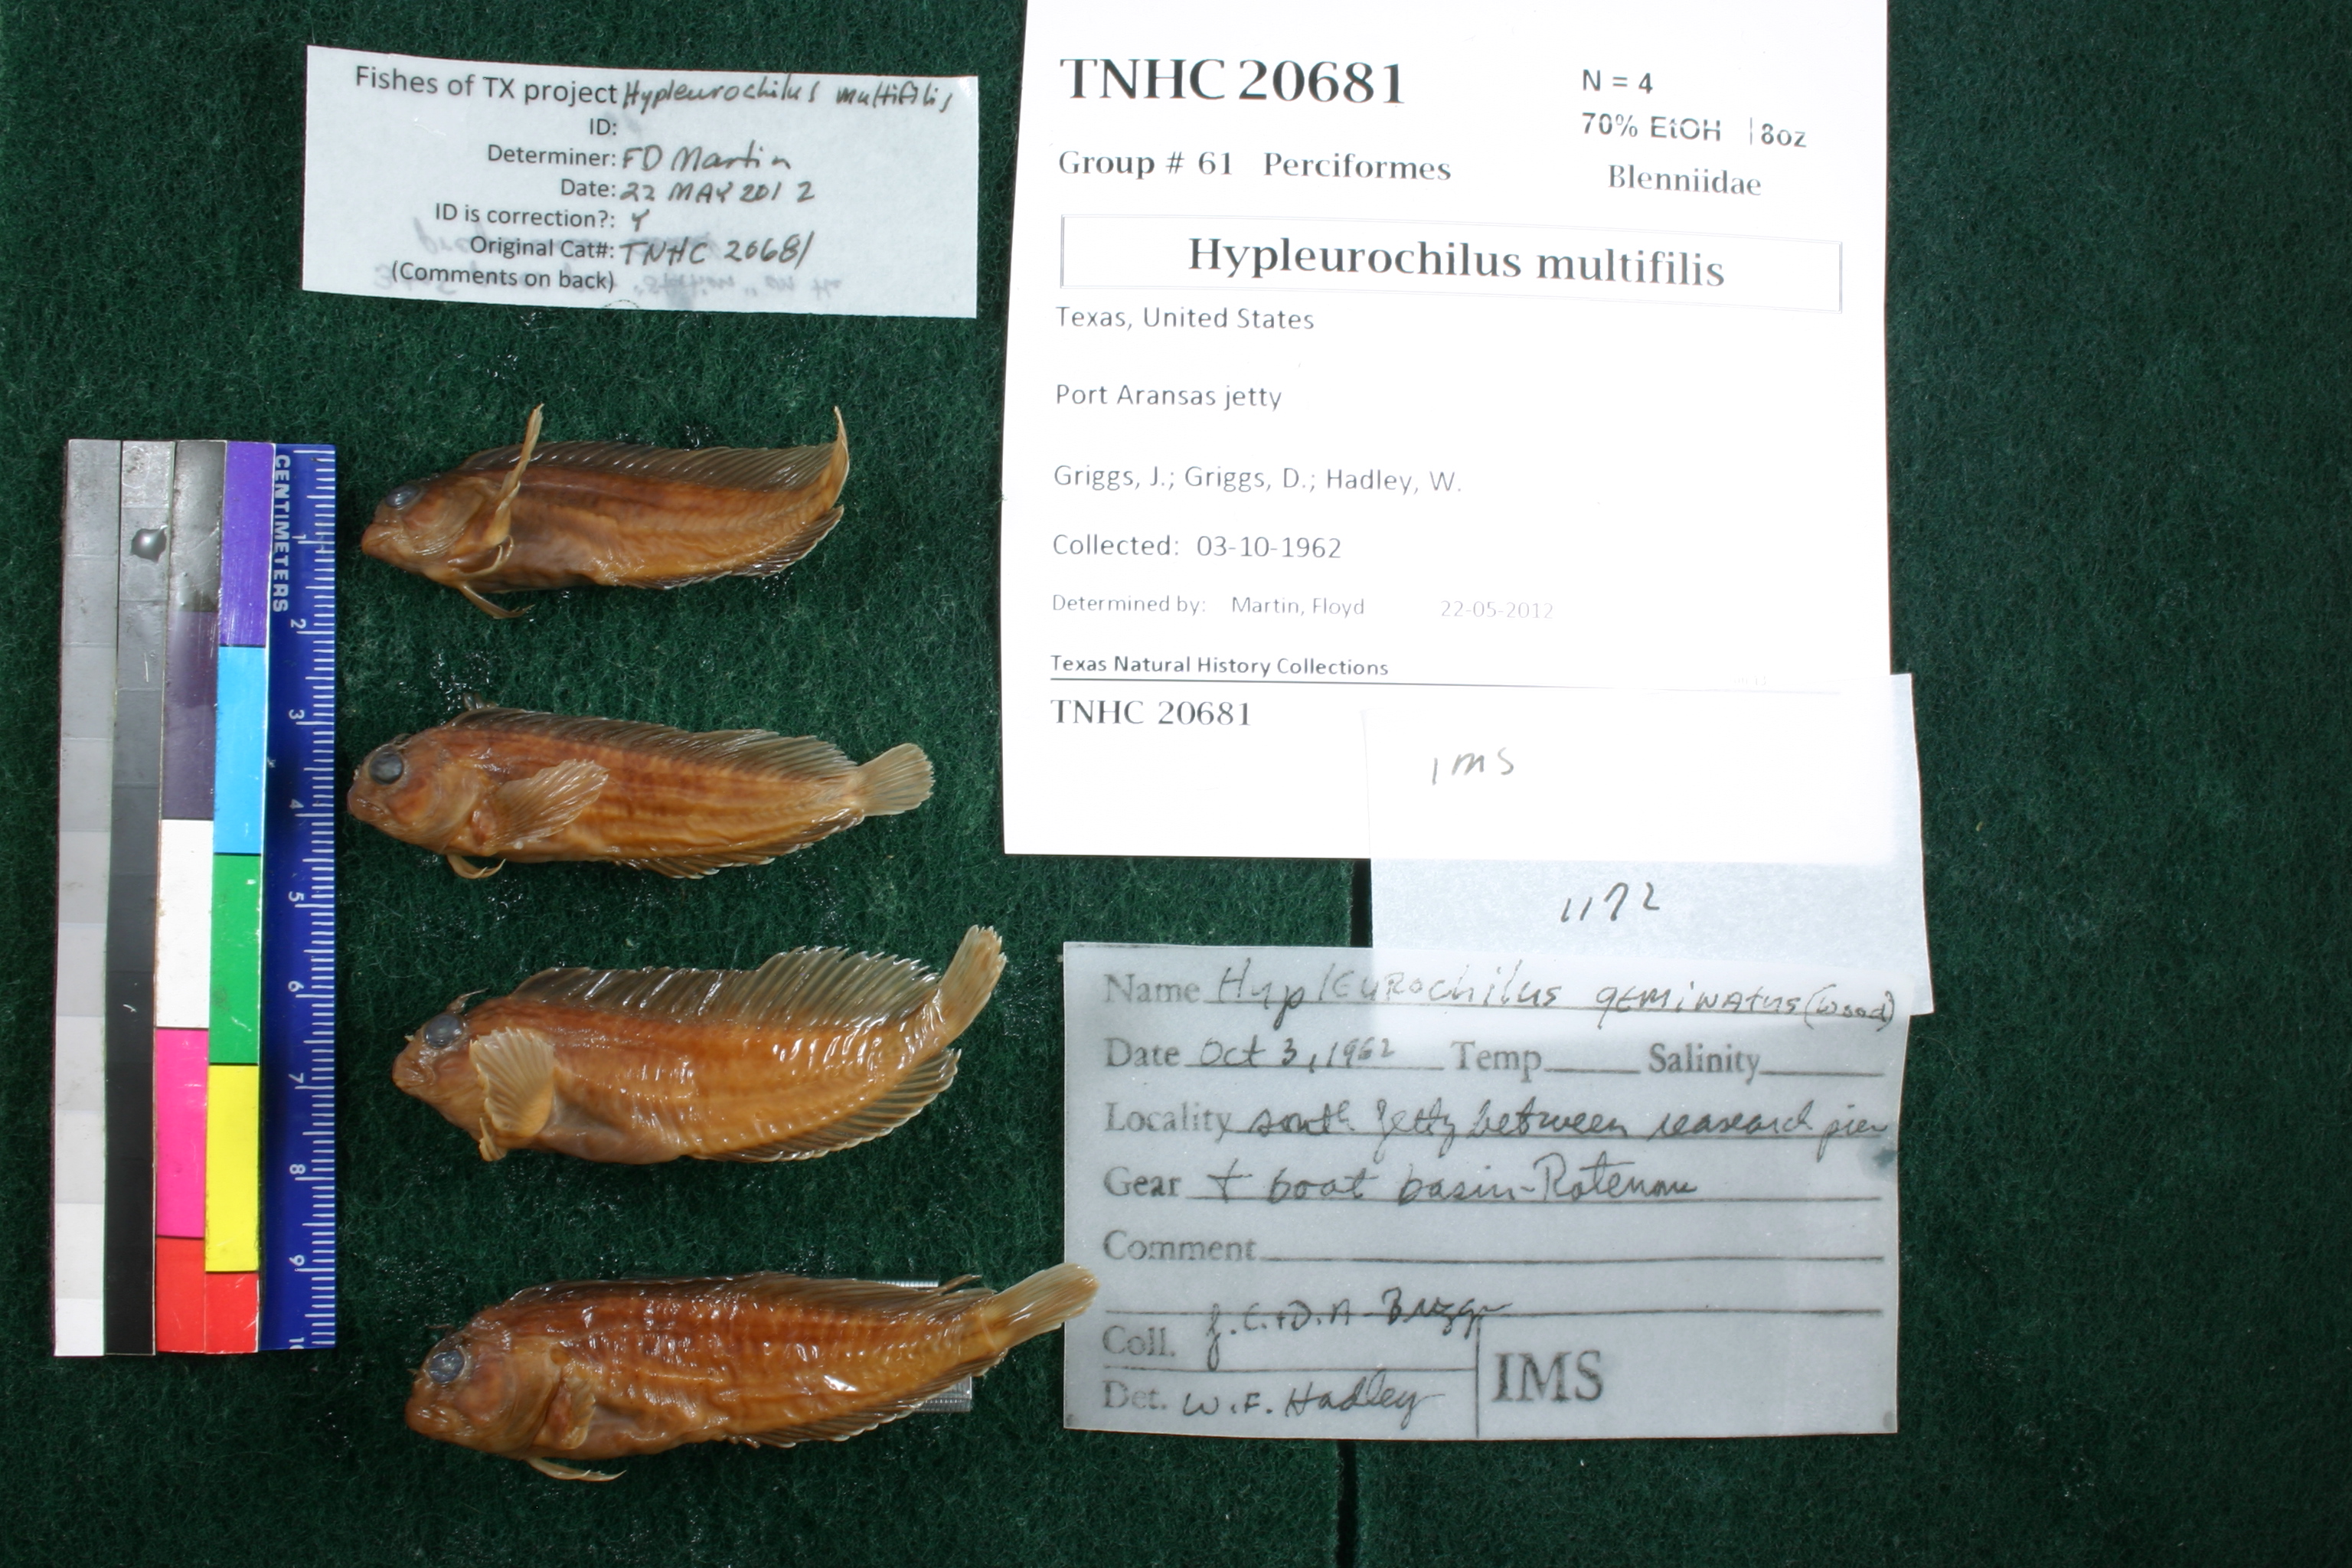 Fishes of TX project Hypleurochilus multifilis
ID:
Determiner: FD Martin
Date: 22 MAY 2012
ID is correction?: Y
Original Cat#: TNHC 20681
(Comments on back)
TNHC 20681
N = 4
70% EtOH 8oz
Group # 61 Perciformes
Blenniidae
Hypleurochilus multifilis
Texas, United States
Port Aransas jetty
Griggs, J.; Griggs, D.; Hadley, W.
Collected: 03-10-1962
Determined by: Martin, Floyd 22-05-2012
Texas Natural History Collections
TNHC 20681
IMS
1172
Name Hypleurochilus geminatus (Wood)
Date Oct 3, 1962 Temp Salinity
Locality south Jetty between reasearch pier
Gear + boat basin-Rotenone
Comment
Coll. J.C.+D.A.
Det. W.F. Hadley
IMS
CENTIMETERS
1
2
3
4
5
6
7
8
9